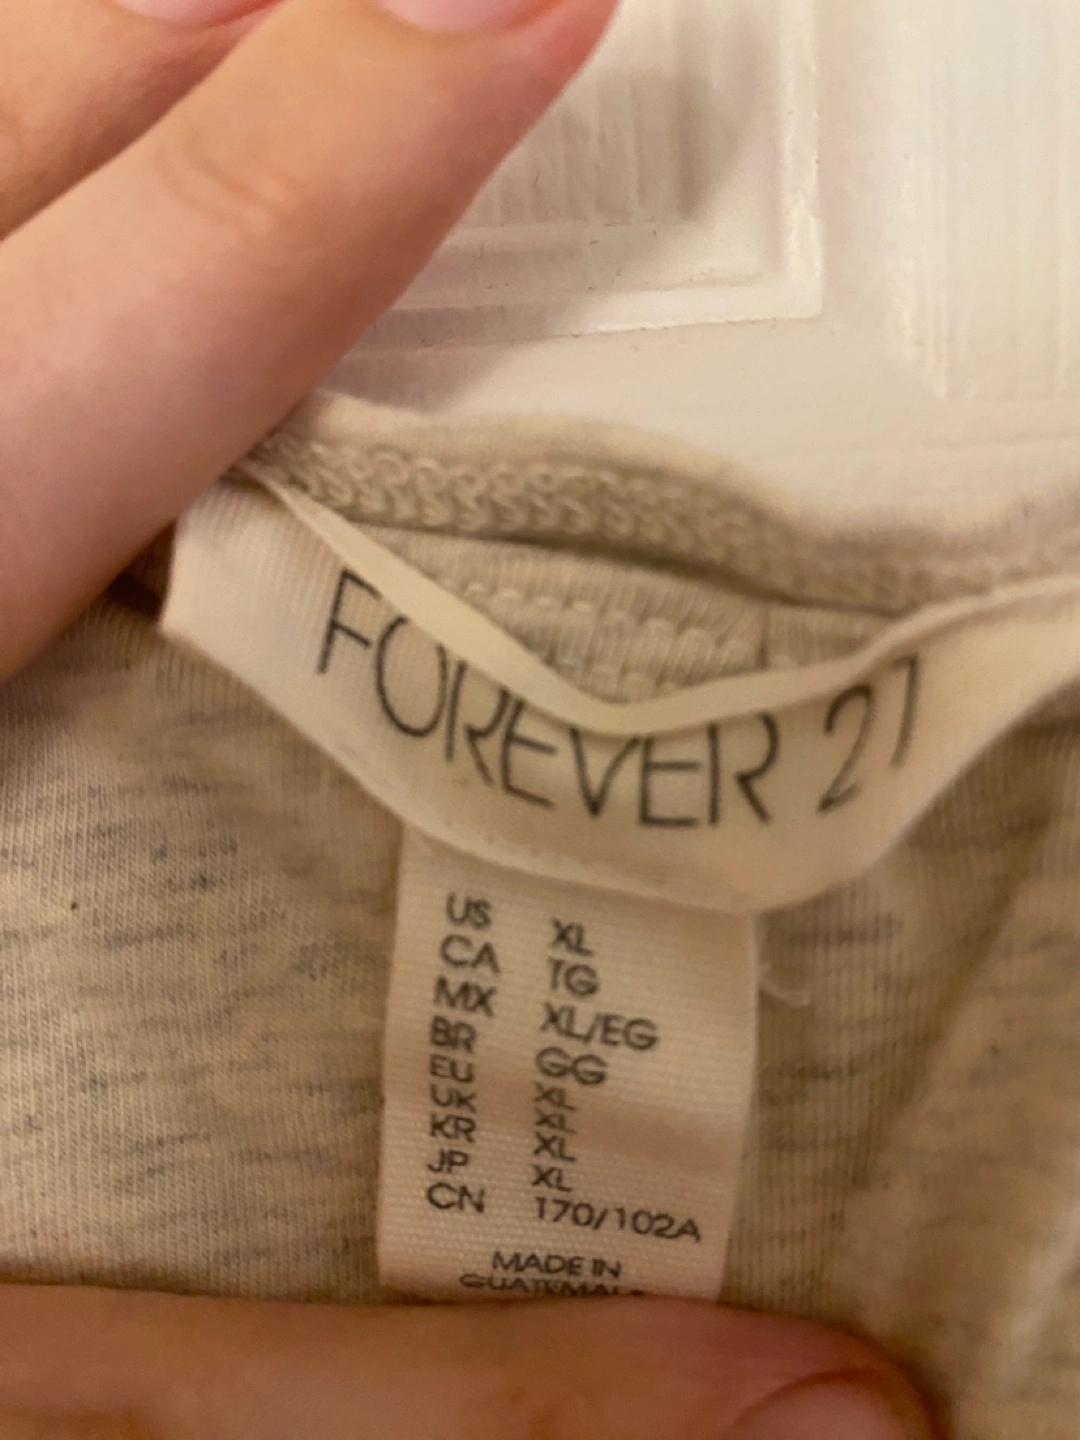 FOREVER 21
US XL
CA TG
MX XL/EG
BR GG
EU XL
UK XL
KR XL
JP XL
CN 170/102A
MADE IN
GUATEMALA